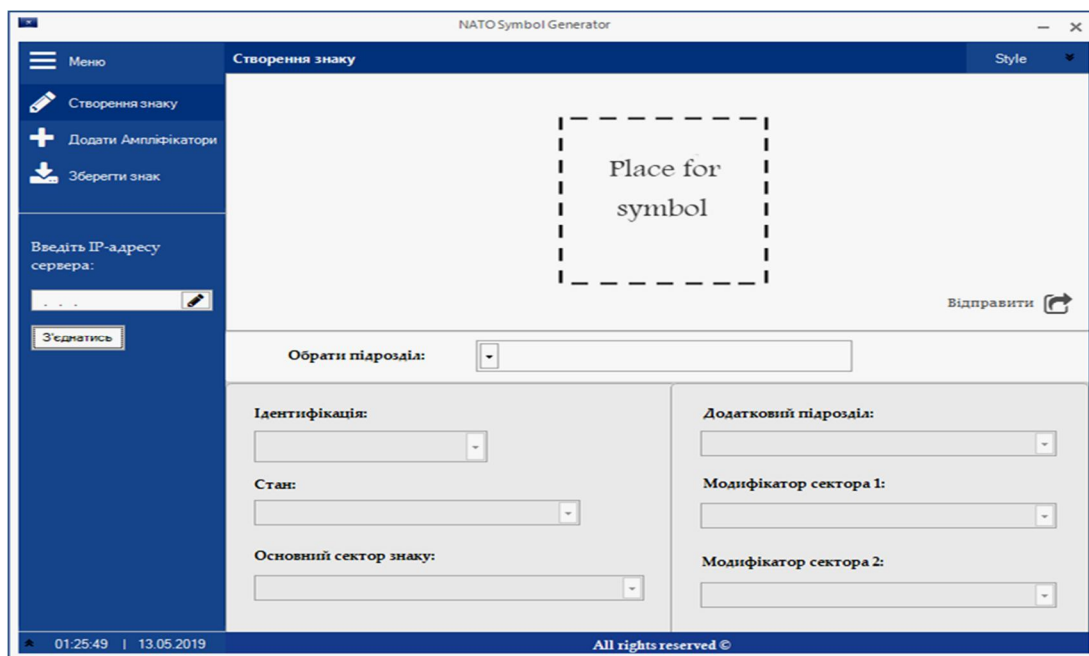 NATO Symbol Generator
Меню
Створення знаку
Style
Створення знаку
Додати Ампліфікатори
Зберегти знак
Введіть IP-адресу
сервера:
. . .
З'єднатись
Place for
symbol
Відправити
Обрати підрозділ:
Ідентифікація:
Стан:
Основний сектор знаку:
Додатковий підрозділ:
Модифікатор сектора 1:
Модифікатор сектора 2:
01:25:49 | 13.05.2019
All rights reserved ©